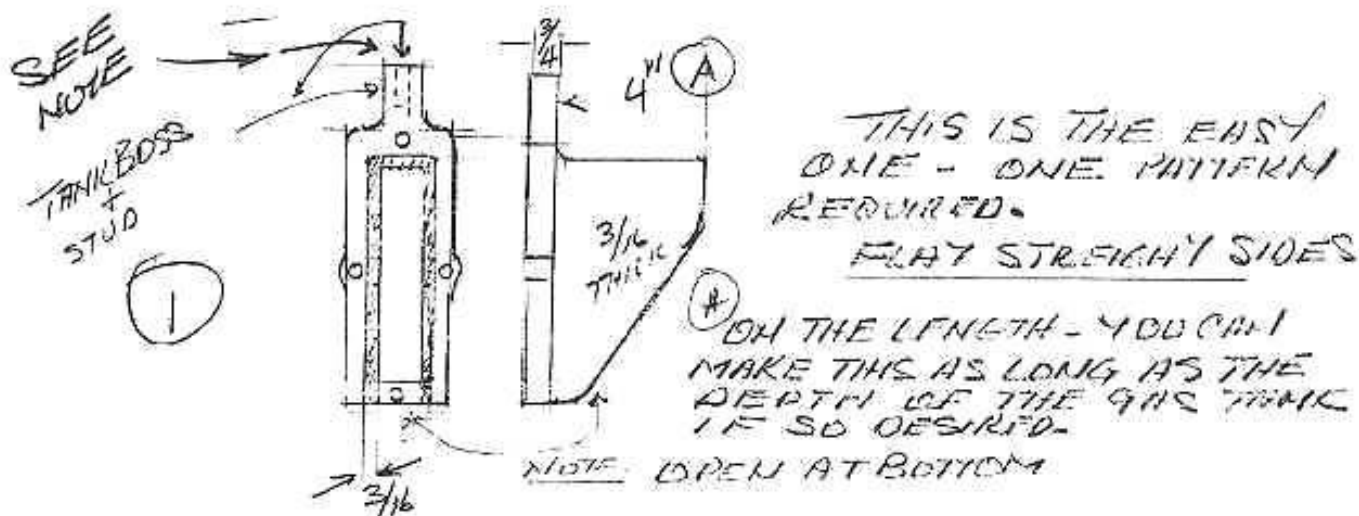 SEE
NOTE
TANK BOSS
+
STUD
1
3/4
4"
A
3/16
THICK
THIS IS THE EASY
ONE - ONE PATTERN
REQUIRED.
FLAY STREIGHY SIDES
A
ON THE LENGTH - YOU CAN
MAKE THIS AS LONG AS THE
DEPTH OF THE GAS TANK
IF SO DESIRED.
NOTE OPEN AT BOTTOM
3/16